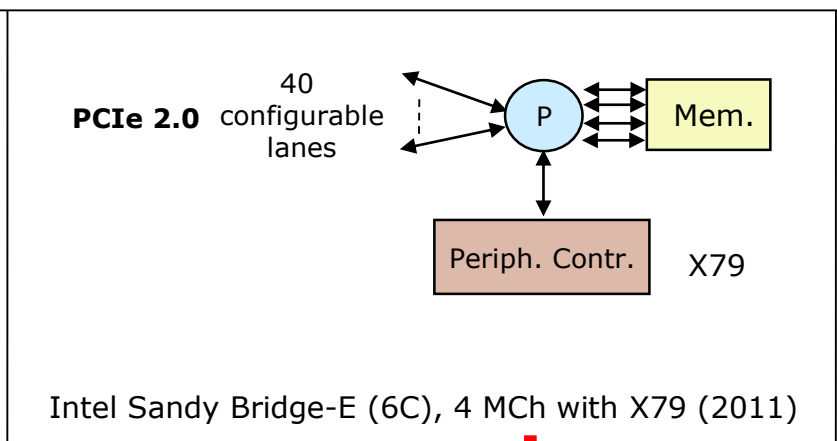 40
PCIe 2.0 configurable
lanes
P
Mem.
Periph. Contr.
X79
Intel Sandy Bridge-E (6C), 4 MCh with X79 (2011)